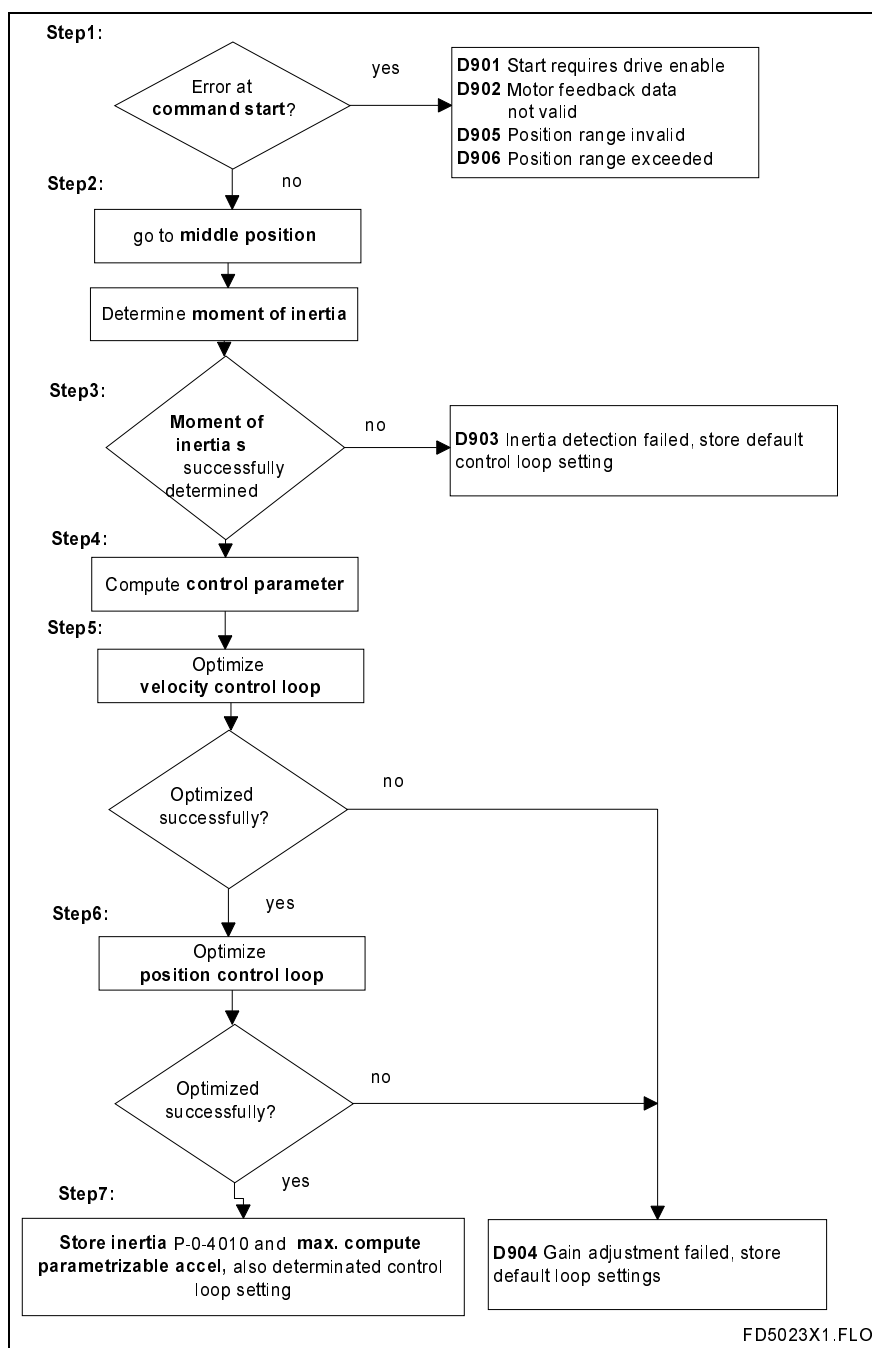 Step1:
Error at
command start?
yes
D901 Start requires drive enable
D902 Motor feedback data
not valid
D905 Position range invalid
D906 Position range exceeded
no
Step2:
go to middle position
Determine moment of inertia
Step3:
Moment of
inertia s
successfully
determined
no
D903 Inertia detection failed, store default
control loop setting
Step4:
Compute control parameter
Step5:
Optimize
velocity control loop
Optimized
successfully?
no
yes
Step6:
Optimize
position control loop
Optimized
successfully?
no
yes
Step7:
Store inertia P-0-4010 and max. compute
parametrizable accel, also determinated control
loop setting
D904 Gain adjustment failed, store
default loop settings
FD5023X1.FLO